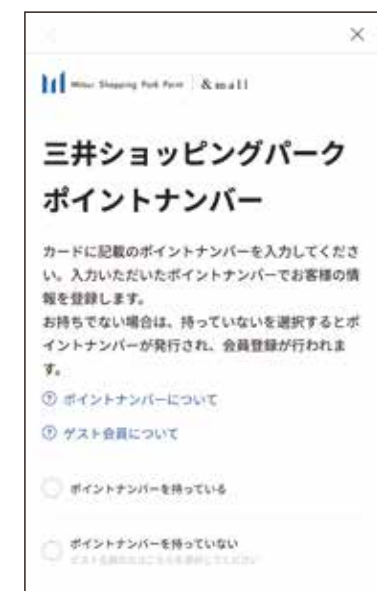 Mitsui Shopping Park Point &mall
三井ショッピングパーク
ポイントナンバー
カードに記載のポイントナンバーを入力してくださ
い。入力いただいたポイントナンバーでお客様の情
報を登録します。
お持ちでない場合は、持っていないを選択するとポ
イントナンバーが発行され、会員登録が行われま
す。
ポイントナンバーについて
ゲスト会員について
ポイントナンバーを持っている
ポイントナンバーを持っていない